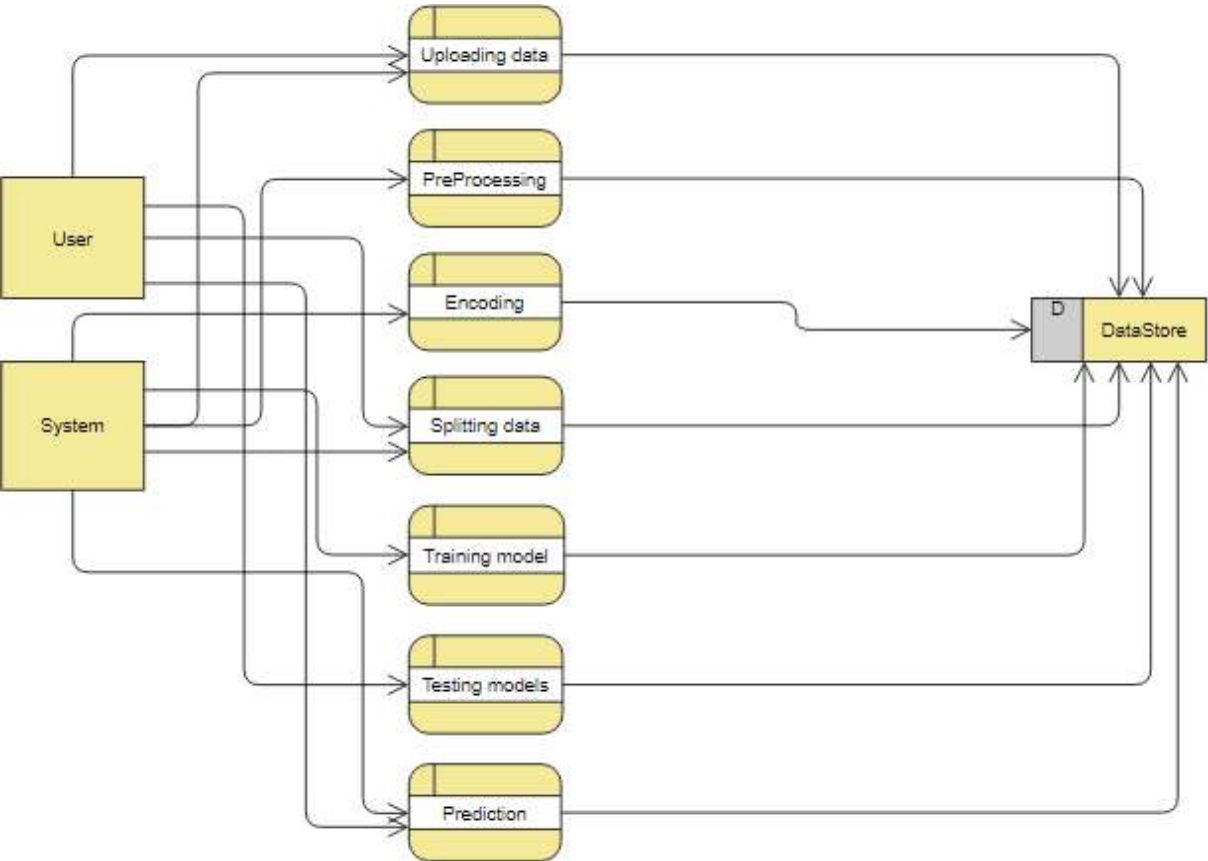 Uploading data
PreProcessing
User
Encoding
D
DataStore
System
Splitting data
Training model
Testing models
Prediction